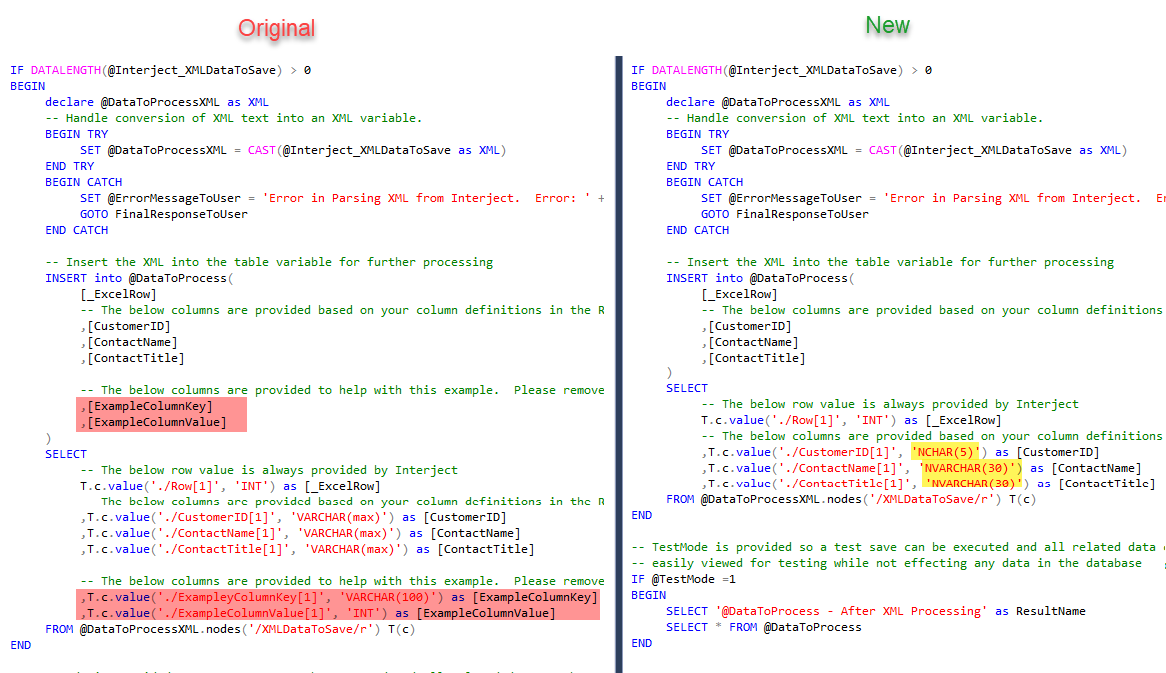 Original
IF DATALENGTH(@Interject_XMLDataToSave) > 0
BEGIN
declare @DataToProcessXML as XML
-- Handle conversion of XML text into an XML variable.
BEGIN TRY
SET @DataToProcessXML = CAST(@Interject_XMLDataToSave as XML)
END TRY
BEGIN CATCH
SET @ErrorMessageToUser = 'Error in Parsing XML from Interject.  Error: ' +
GOTO FinalResponseToUser
END CATCH
-- Insert the XML into the table variable for further processing
INSERT into @DataToProcess(
[_ExcelRow]
-- The below columns are provided based on your column definitions in the R
,[CustomerID]
,[ContactName]
,[ContactTitle]
-- The below columns are provided to help with this example.  Please remove
,[ExampleColumnKey]
,[ExampleColumnValue]
)
SELECT
-- The below row value is always provided by Interject
T.c.value('./Row[1]', 'INT') as [_ExcelRow]
The below columns are provided based on your column definitions in the R
,T.c.value('./CustomerID[1]', 'VARCHAR(max)') as [CustomerID]
,T.c.value('./ContactName[1]', 'VARCHAR(max)') as [ContactName]
,T.c.value('./ContactTitle[1]', 'VARCHAR(max)') as [ContactTitle]
-- The below columns are provided to help with this example.  Please remove
,T.c.value('./ExampleyColumnKey[1]', 'VARCHAR(100)') as [ExampleColumnKey]
,T.c.value('./ExampleColumnValue[1]', 'INT') as [ExampleColumnValue]
FROM @DataToProcessXML.nodes('/XMLDataToSave/r') T(c)
END
New
IF DATALENGTH(@Interject_XMLDataToSave) > 0
BEGIN
declare @DataToProcessXML as XML
-- Handle conversion of XML text into an XML variable.
BEGIN TRY
SET @DataToProcessXML = CAST(@Interject_XMLDataToSave as XML)
END TRY
BEGIN CATCH
SET @ErrorMessageToUser = 'Error in Parsing XML from Interject.
GOTO FinalResponseToUser
END CATCH
-- Insert the XML into the table variable for further processing
INSERT into @DataToProcess(
[_ExcelRow]
-- The below columns are provided based on your column definitions
,[CustomerID]
,[ContactName]
,[ContactTitle]
)
SELECT
-- The below row value is always provided by Interject
T.c.value('./Row[1]', 'INT') as [_ExcelRow]
-- The below columns are provided based on your column definitions
,T.c.value('./CustomerID[1]', 'NCHAR(5)') as [CustomerID]
,T.c.value('./ContactName[1]', 'NVARCHAR(30)') as [ContactName]
,T.c.value('./ContactTitle[1]', 'NVARCHAR(30)') as [ContactTitle]
FROM @DataToProcessXML.nodes('/XMLDataToSave/r') T(c)
END
-- TestMode is provided so a test save can be executed and all related data
-- easily viewed for testing while not effecting any data in the database
IF @TestMode =1
BEGIN
SELECT '@DataToProcess - After XML Processing' as ResultName
SELECT * FROM @DataToProcess
END